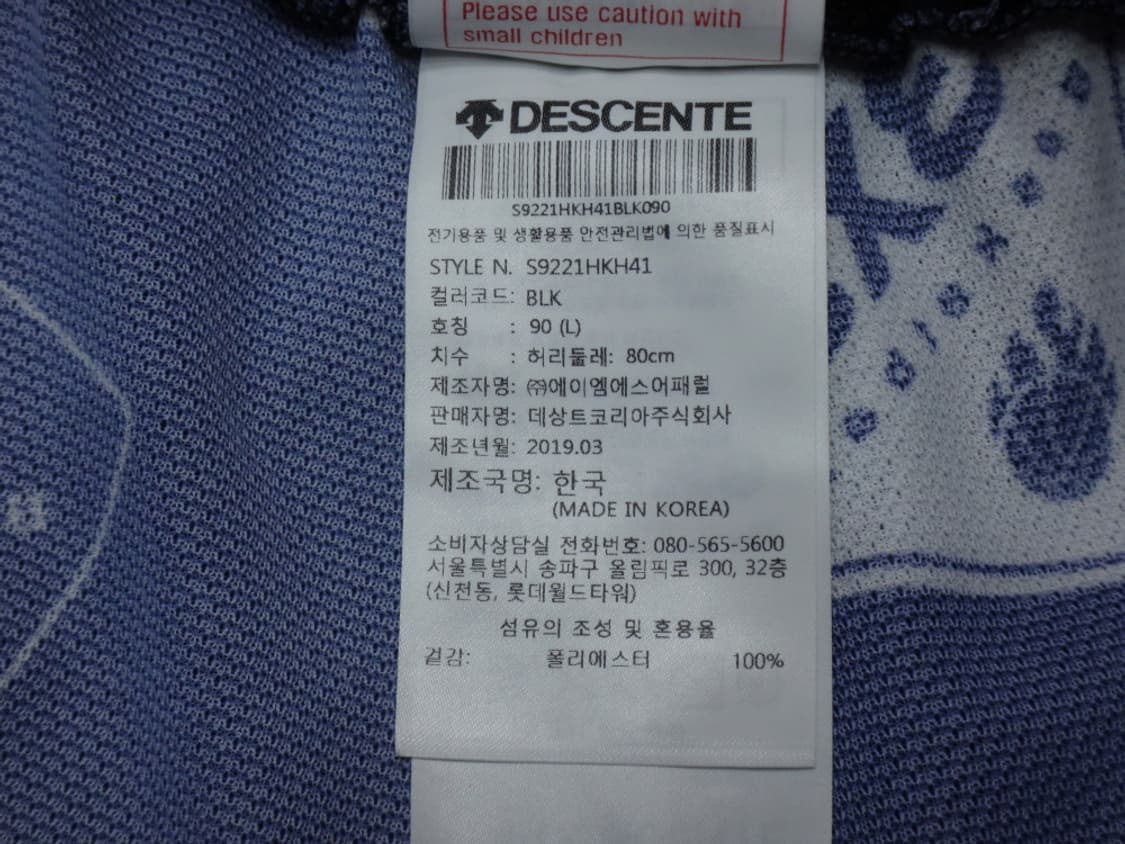 Please use caution with
small children
DESCENTE
S9221HKH41BLK090
전기용품 및 생활용품 안전관리법에 의한 품질표시
STYLE N. S9221HKH41
컬러코드: BLK
호칭 : 90 (L)
치수 : 허리둘레: 80cm
제조자명: ㈜에이엠에스어패럴
판매자명: 데상트코리아주식회사
제조년월: 2019.03
제조국명: 한국
(MADE IN KOREA)
소비자상담실 전화번호: 080-565-5600
서울특별시 송파구 올림픽로 300, 32층
(신천동, 롯데월드타워)
섬유의 조성 및 혼용율
겉감: 폴리에스터 100%